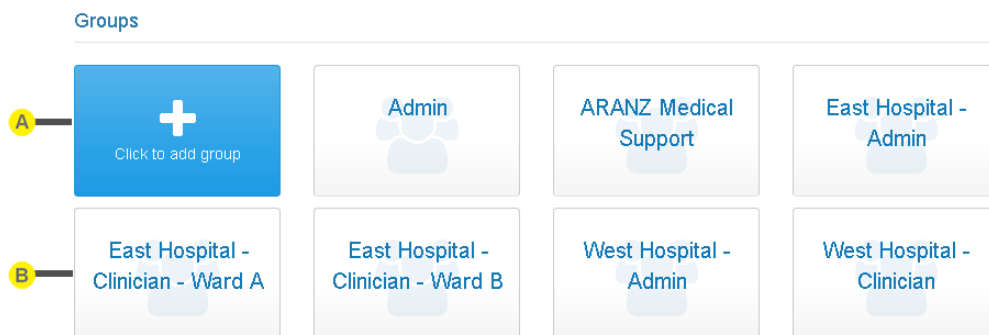 Groups
A
Click to add group
Admin
ARANZ Medical
Support
East Hospital -
Admin
B
East Hospital -
Clinician - Ward A
East Hospital -
Clinician - Ward B
West Hospital -
Admin
West Hospital -
Clinician